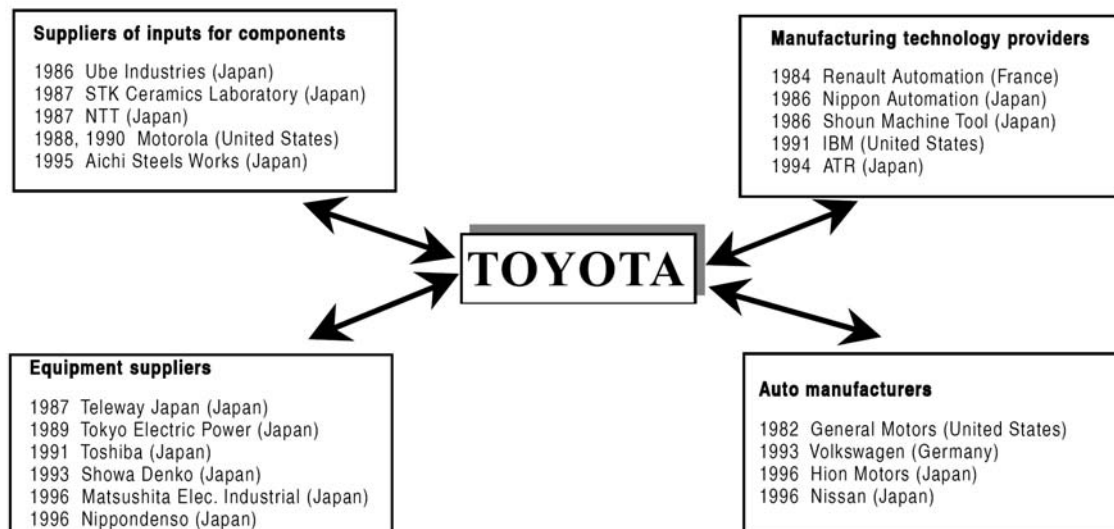 Suppliers of inputs for components
1986 Ube Industries (Japan)
1987 STK Ceramics Laboratory (Japan)
1987 NTT (Japan)
1988, 1990 Motorola (United States)
1995 Aichi Steels Works (Japan)
Manufacturing technology providers
1984 Renault Automation (France)
1986 Nippon Automation (Japan)
1986 Shoun Machine Tool (Japan)
1991 IBM (United States)
1994 ATR (Japan)
TOYOTA
Equipment suppliers
1987 Teleway Japan (Japan)
1989 Tokyo Electric Power (Japan)
1991 Toshiba (Japan)
1993 Showa Denko (Japan)
1996 Matsushita Elec. Industrial (Japan)
1996 Nippondenso (Japan)
Auto manufacturers
1982 General Motors (United States)
1993 Volkswagen (Germany)
1996 Hion Motors (Japan)
1996 Nissan (Japan)